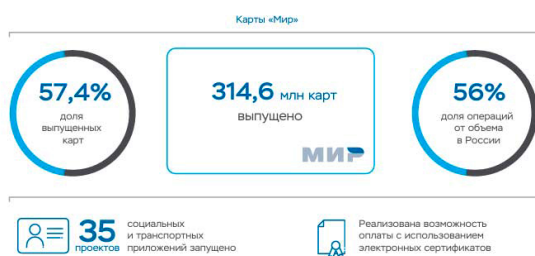 Карты «Мир»
57,4%
доля
выпущенных
карт
314,6 млн карт
выпущено
МИР
56%
доля операций
от объема
в России
35
проектов
социальных
и транспортных
приложений запущено
Реализована возможность
оплаты с использованием
электронных сертификатов